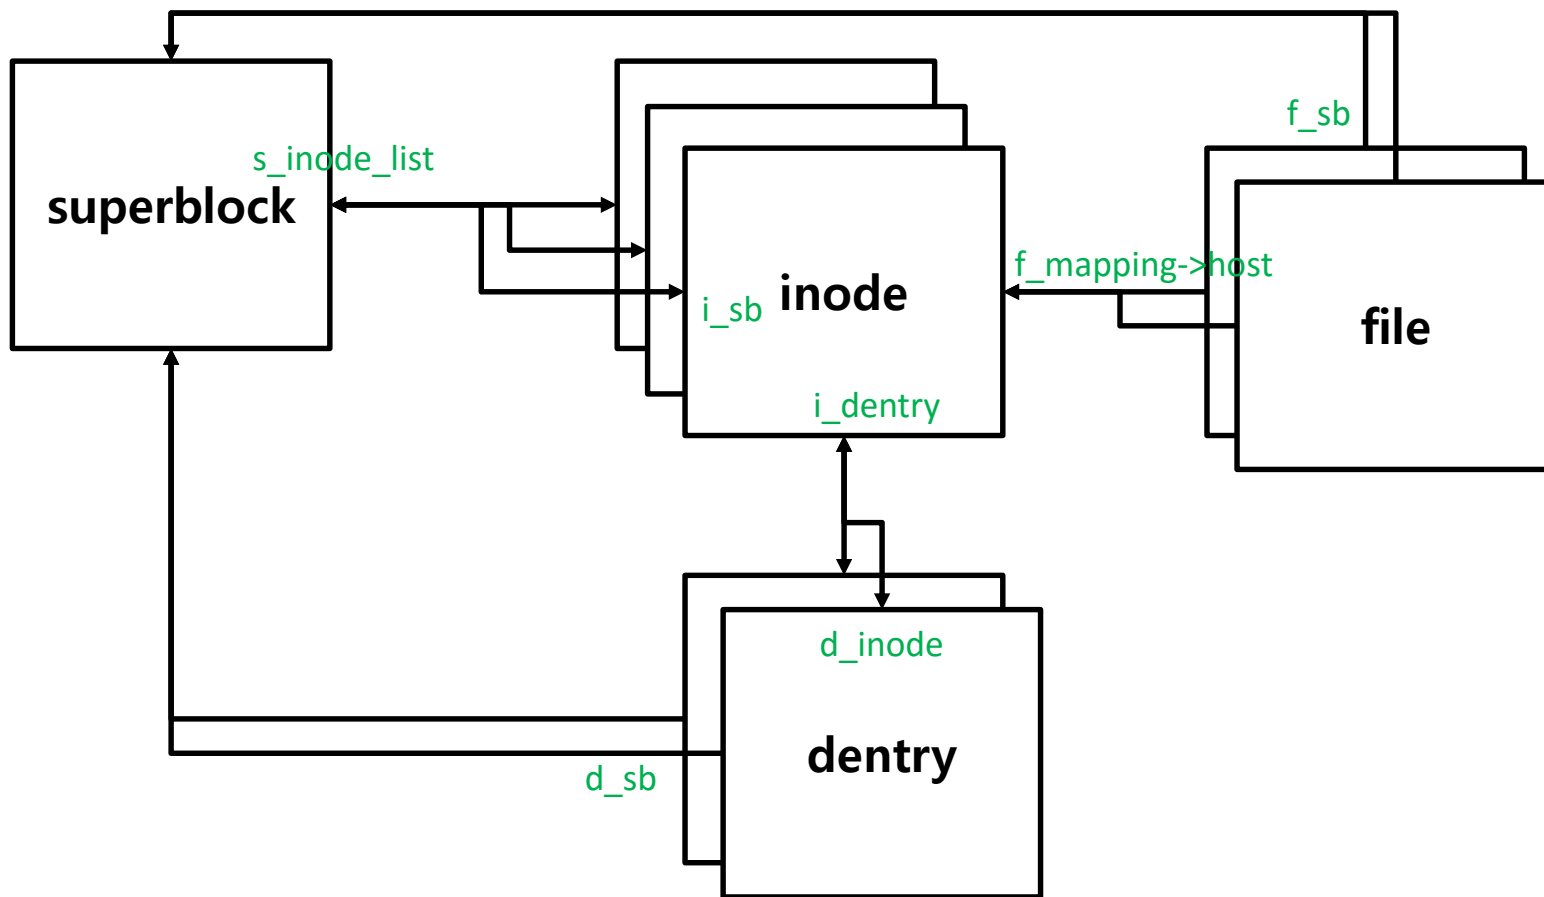 f_sb
s_inode_list
superblock
f_mapping->host
inode
i_sb
file
i_dentry
d_inode
dentry
d_sb